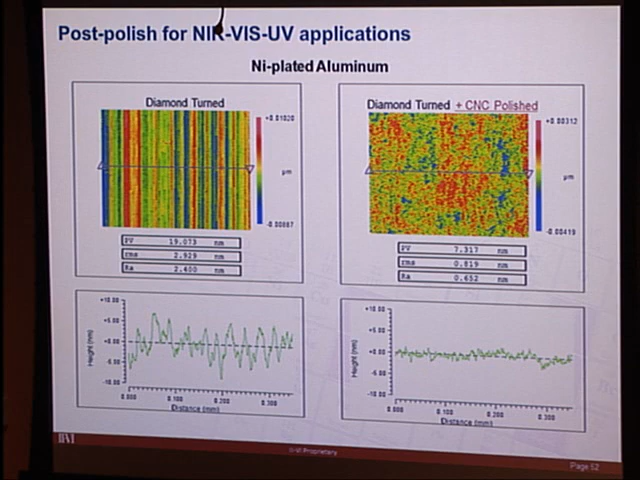 Post-polish for NIR-VIS-UV applications
Ni-plated Aluminum
Diamond Turned
+0.01020
µm
-0.00887
PV 19.073 nm
rms 2.929 nm
Ra 2.400 nm
Diamond Turned + CNC Polished
+0.00312
µm
-0.00419
PV 7.317 nm
rms 0.819 nm
Ra 0.652 nm
+10.00
+5.00
+0.00
-5.00
-10.00
Height (nm)
0.000 0.100 0.200 0.300
Distance (mm)
+10.00
+5.00
+0.00
-5.00
-10.00
Height (nm)
0.000 0.100 0.200 0.300
Distance (mm)
II-VI
II-VI Proprietary
Page 52